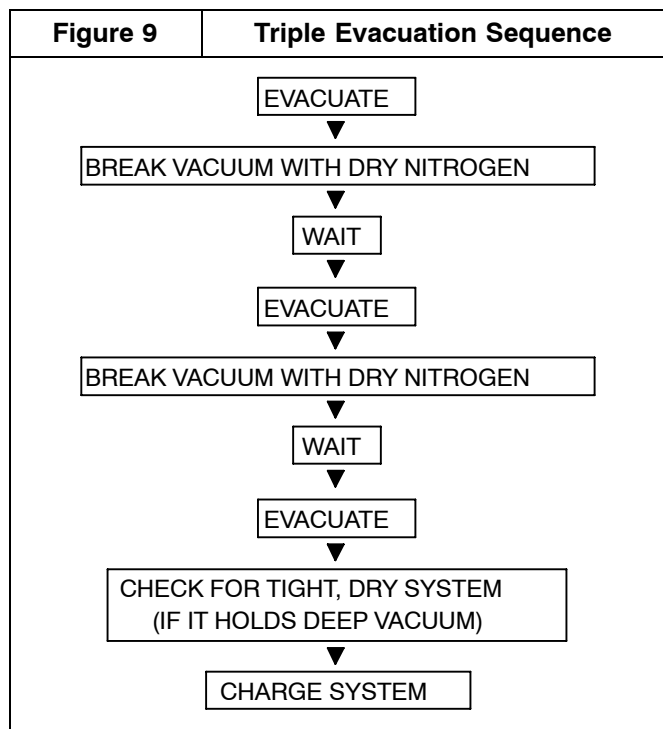 Figure 9 Triple Evacuation Sequence
EVACUATE
BREAK VACUUM WITH DRY NITROGEN
WAIT
EVACUATE
BREAK VACUUM WITH DRY NITROGEN
WAIT
EVACUATE
CHECK FOR TIGHT, DRY SYSTEM
(IF IT HOLDS DEEP VACUUM)
CHARGE SYSTEM